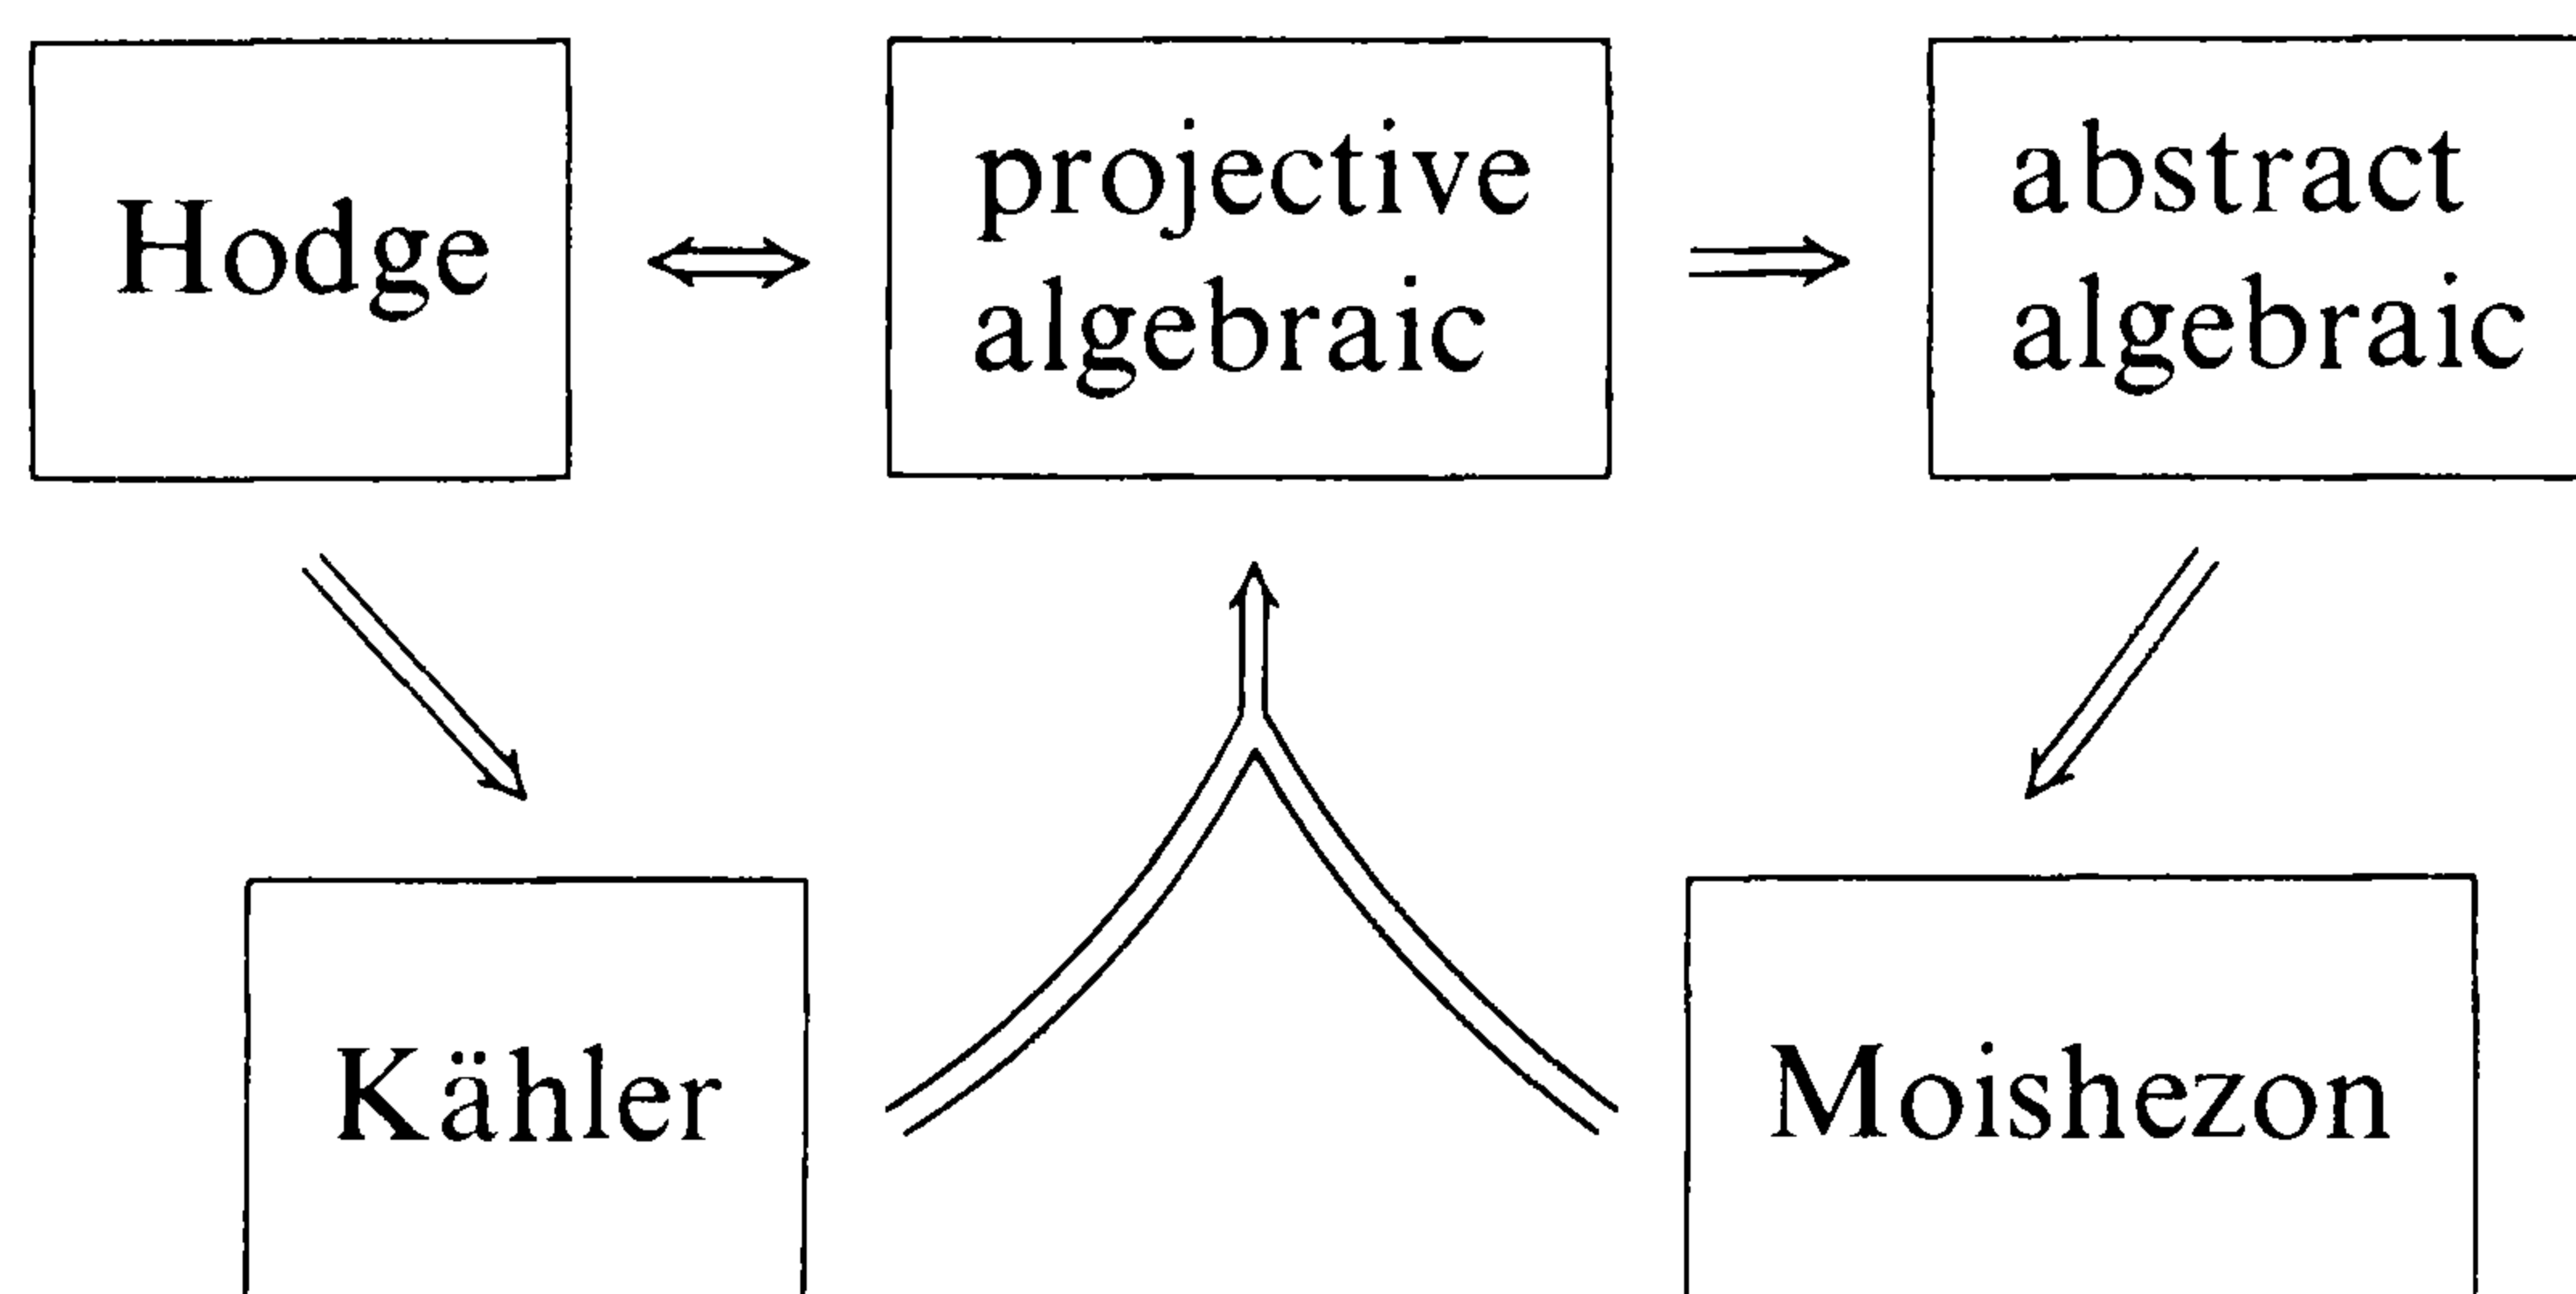 Hodge
projective
algebraic
abstract
algebraic
Kähler
Moishezon